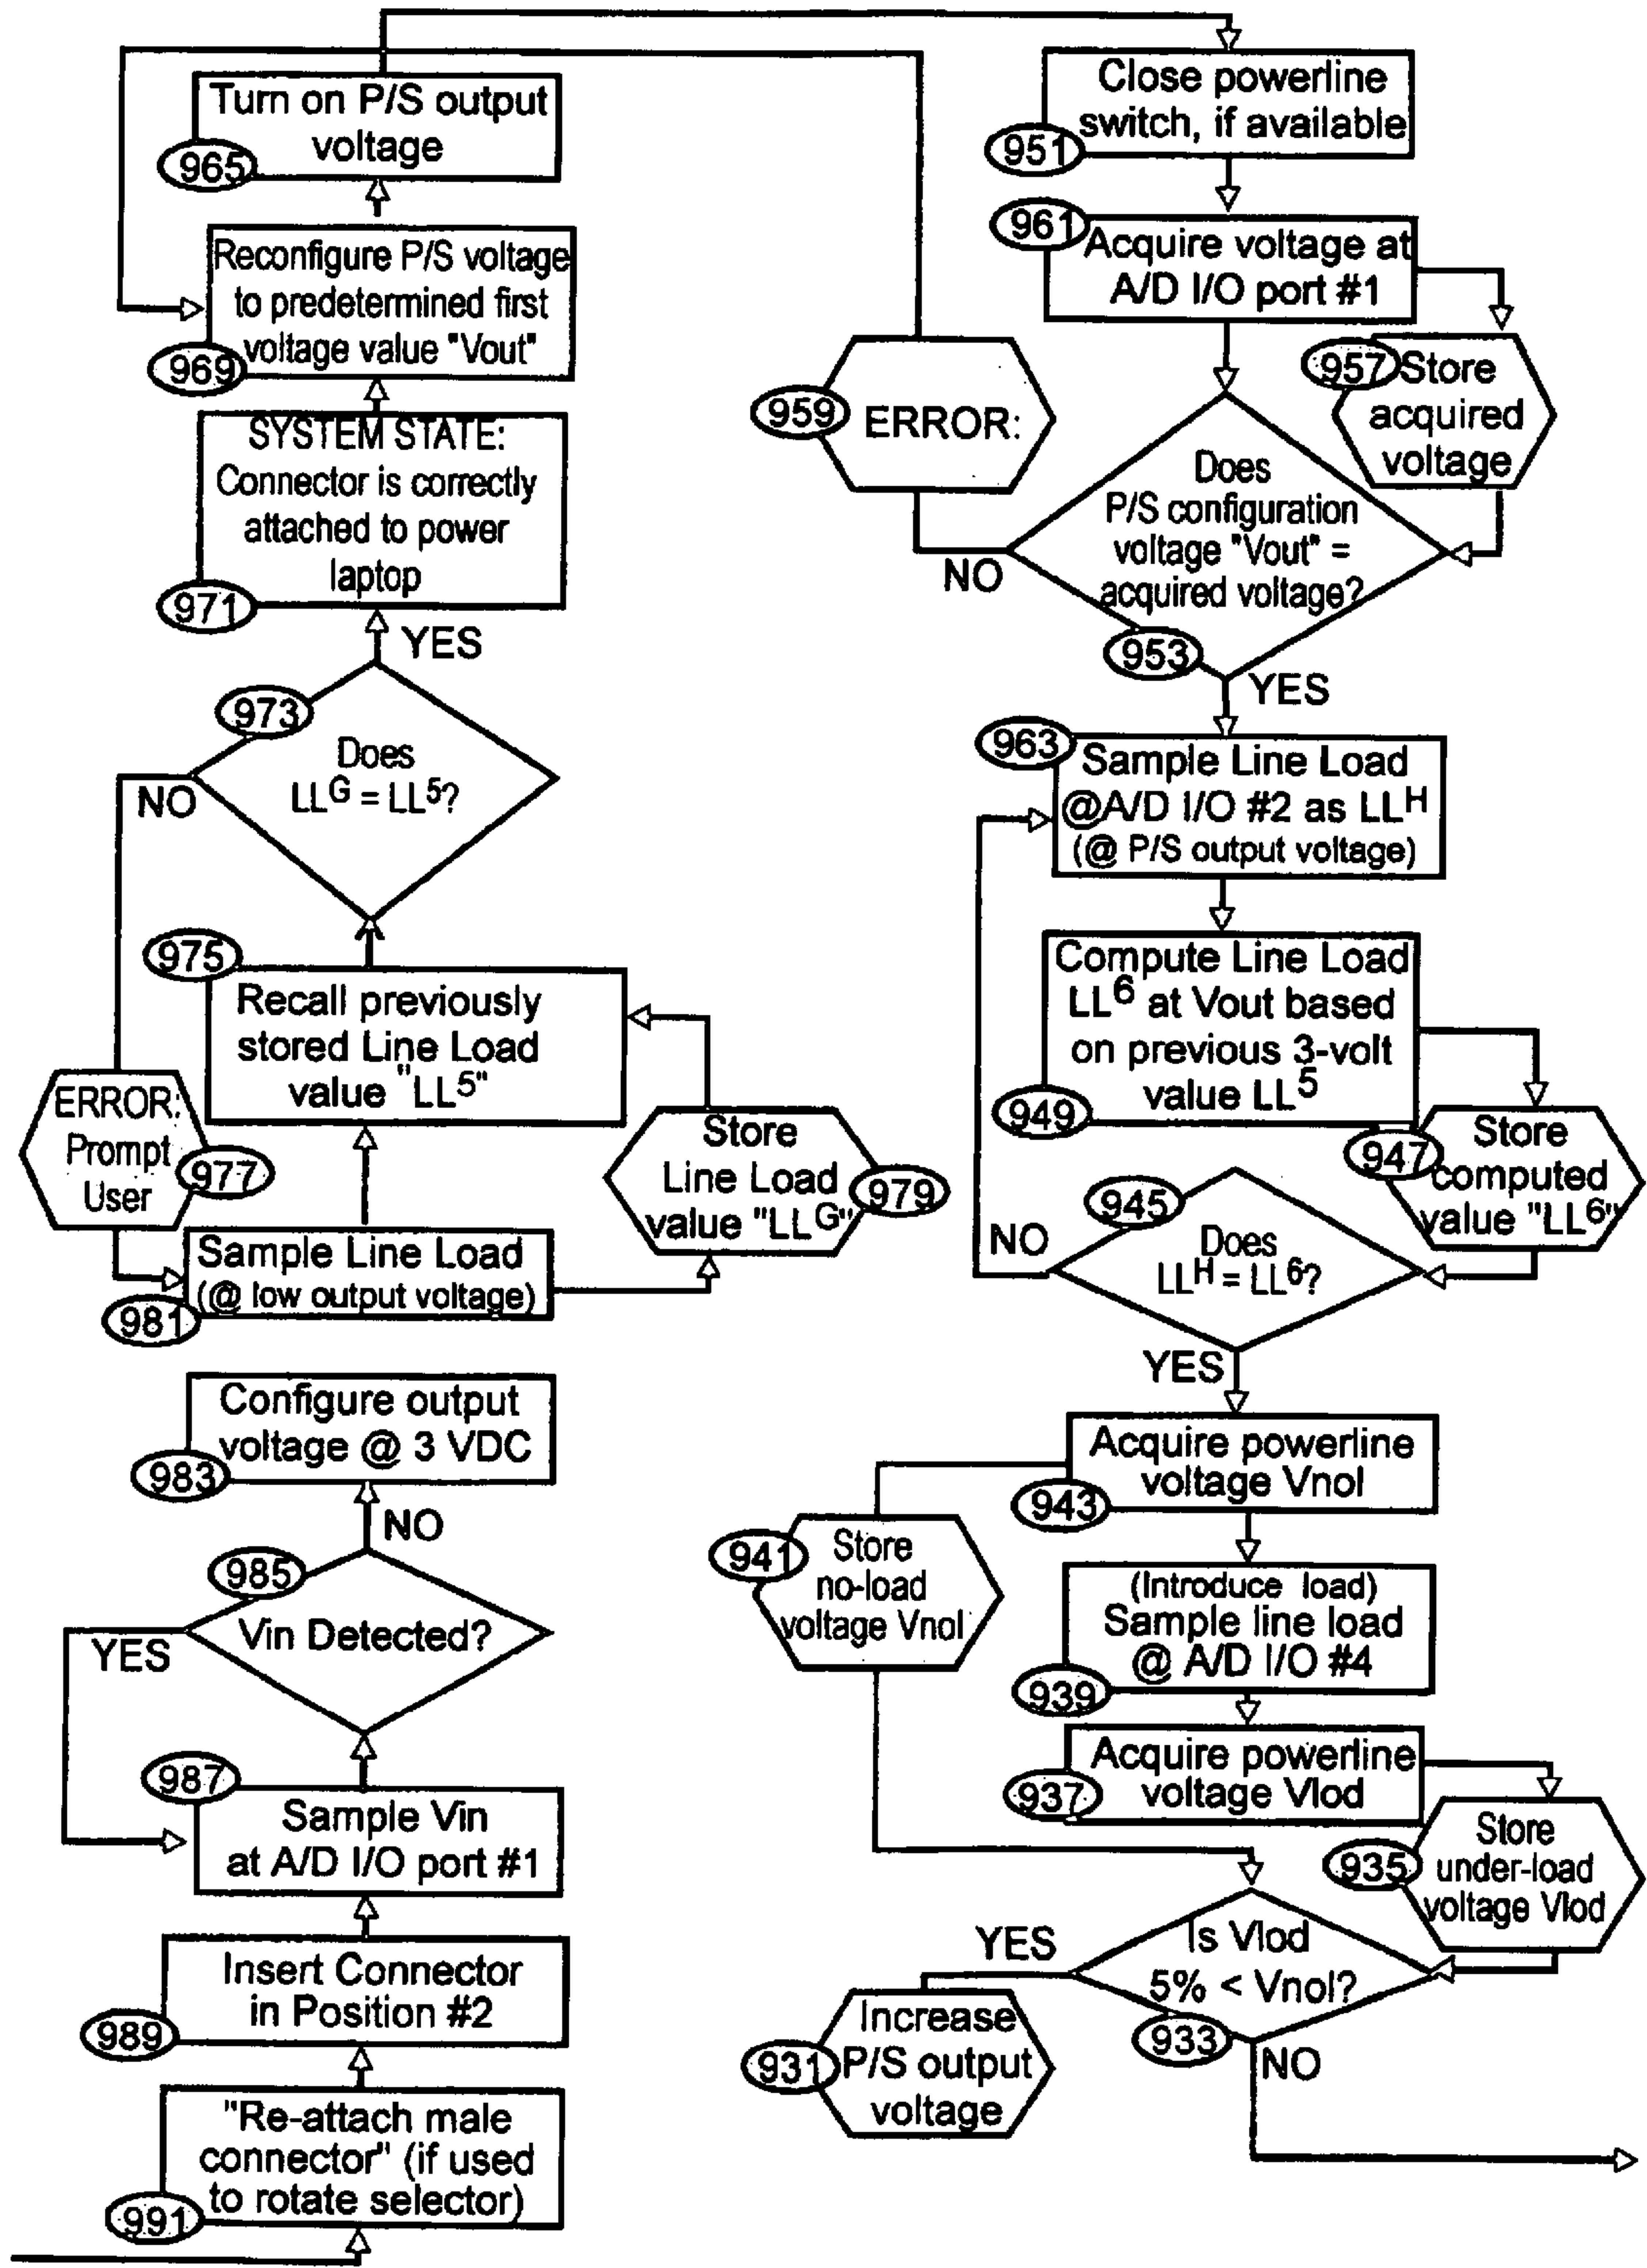 Turn on P/S output
voltage
965
Reconfigure P/S voltage
to predetermined first
voltage value "Vout"
969
SYSTEM STATE:
Connector is correctly
attached to power
laptop
971
YES
973
Does
LLG = LL5?
NO
975
Recall previously
stored Line Load
value "LL5"
ERROR:
Prompt
User
977
Store
Line Load
value "LLG"
979
Sample Line Load
(@ low output voltage)
981
Configure output
voltage @ 3 VDC
983
NO
985
Vin Detected?
YES
987
Sample Vin
at A/D I/O port #1
Insert Connector
in Position #2
989
"Re-attach male
connector" (if used
to rotate selector)
991
Close powerline
switch, if available
951
961
Acquire voltage at
A/D I/O port #1
957
Store
acquired
voltage
959
ERROR:
Does
P/S configuration
voltage "Vout" =
acquired voltage?
NO
953
YES
963
Sample Line Load
@A/D I/O #2 as LLH
(@ P/S output voltage)
Compute Line Load
LL6 at Vout based
on previous 3-volt
value LL5
949
947
Store
computed
value "LL6"
945
NO
Does
LLH = LL6?
YES
Acquire powerline
voltage Vnol
943
941
Store
no-load
voltage Vnol
(Introduce load)
Sample line load
@ A/D I/O #4
939
Acquire powerline
voltage Vlod
937
Store
under-load
voltage Vlod
935
YES
Is Vlod
5% < Vnol?
933
NO
Increase
P/S output
voltage
931